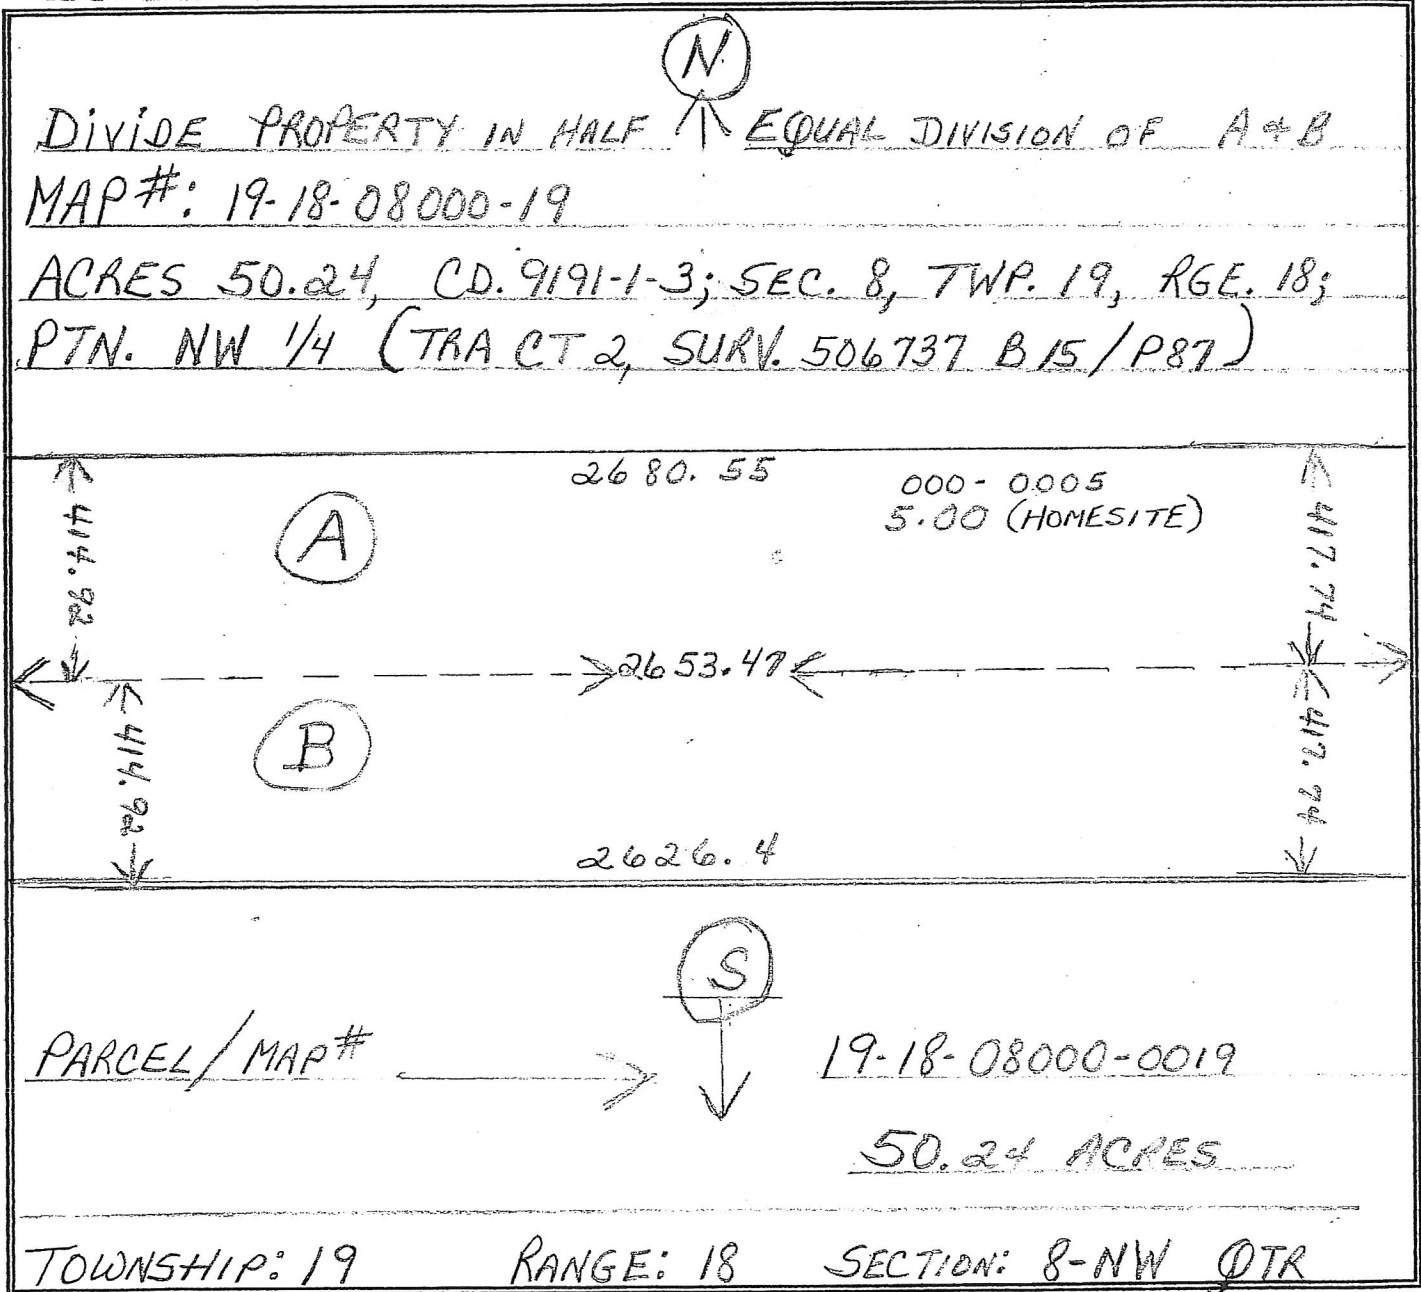 N
DIVIDE PROPERTY IN HALF EQUAL DIVISION OF A & B
MAP#: 19-18-08000-19
ACRES 50.24, CD. 9191-1-3; SEC. 8, TWP. 19, RGE. 18;
PTN. NW 1/4 (TRACT 2, SURV. 506737 B15/P87)
2680.55
000-0005
5.00 (HOMESITE)
A
414.92
417.74
2653.47
B
414.92
417.74
2626.4
S
PARCEL/MAP# 19-18-08000-0019
50.24 ACRES
TOWNSHIP: 19 RANGE: 18 SECTION: 8-NW QTR